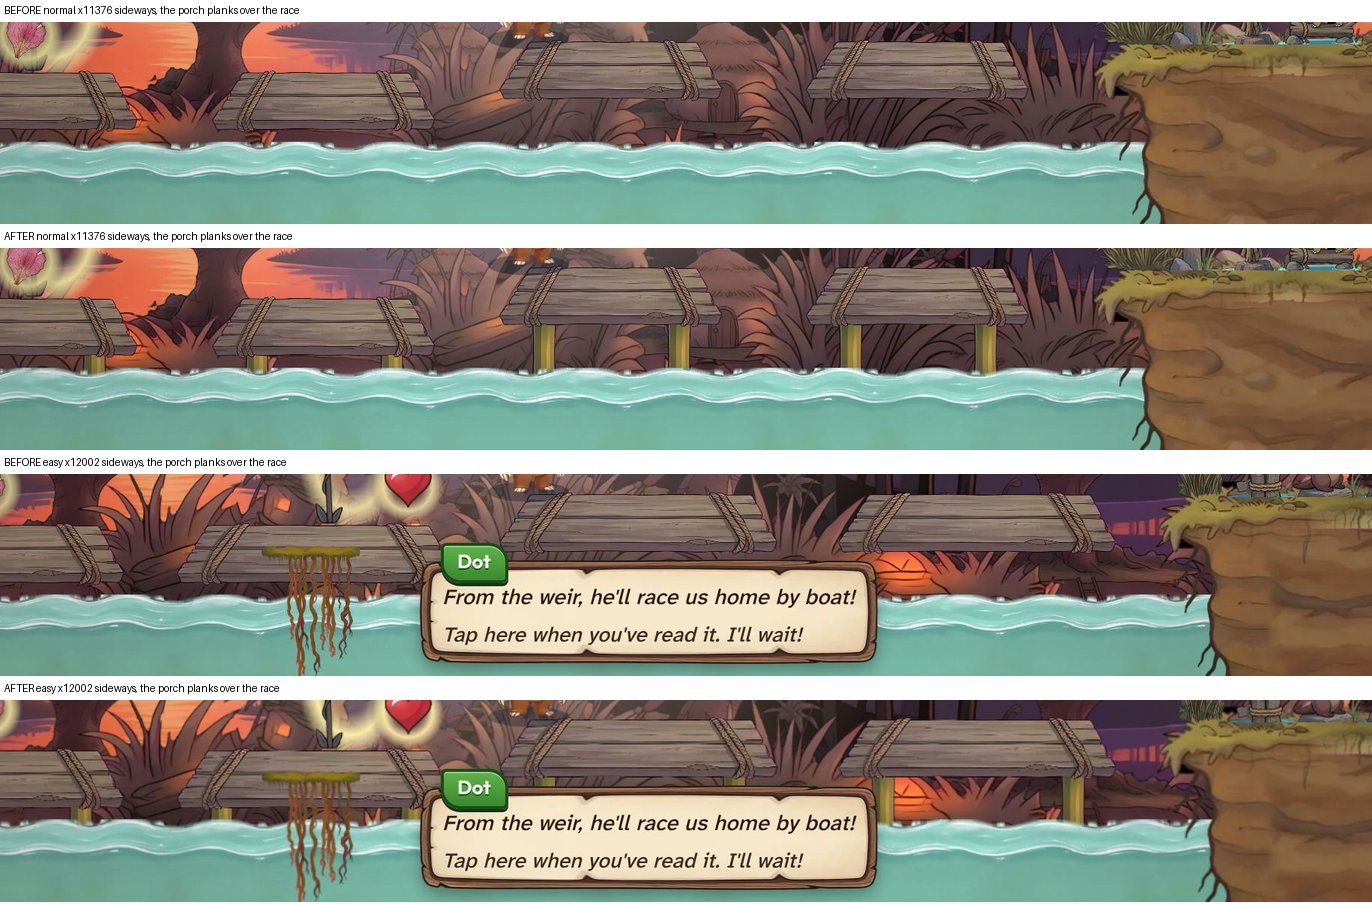 BEFORE normal x11376 sideways, the porch planks over the race
AFTER normal x11376 sideways, the porch planks over the race
BEFORE easy x12002 sideways, the porch planks over the race
Dot
From the weir, he'll race us home by boat!
Tap here when you've read it. I'll wait!
AFTER easy x12002 sideways, the porch planks over the race
Dot
From the weir, he'll race us home by boat!
Tap here when you've read it. I'll wait!